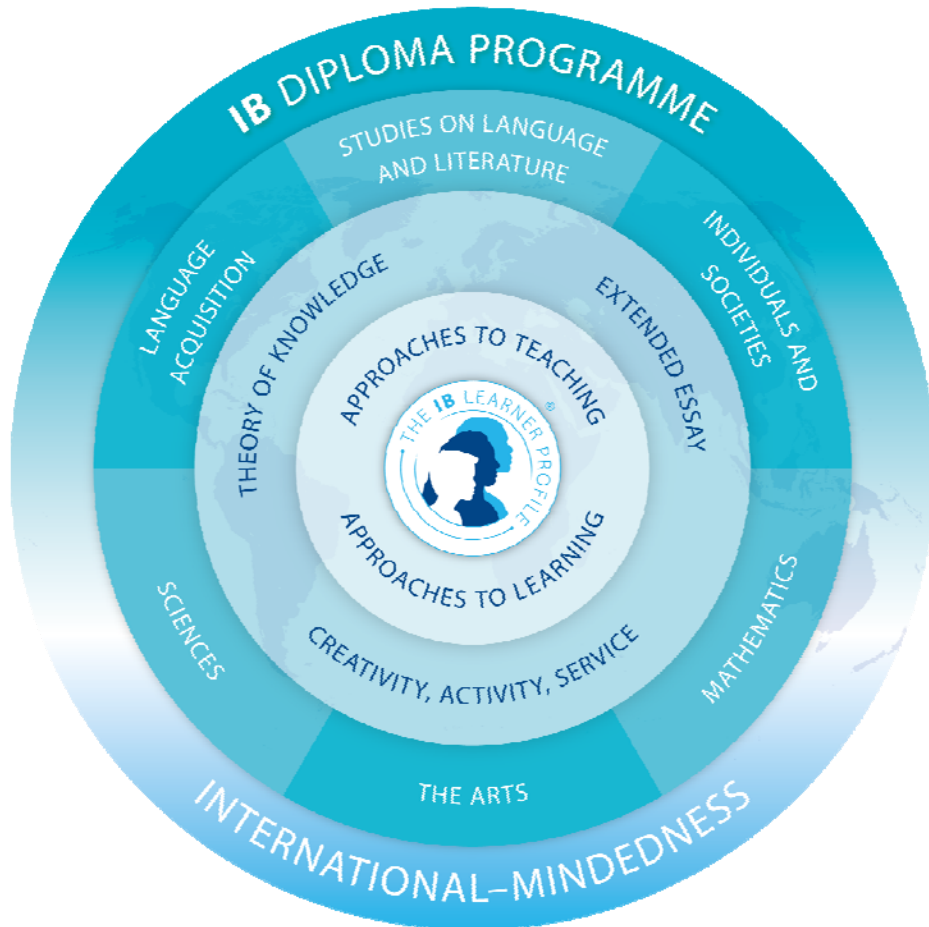 IB DIPLOMA PROGRAMME
STUDIES ON LANGUAGE
AND LITERATURE
LANGUAGE
ACQUISITION
INDIVIDUALS AND
SOCIETIES
THEORY OF KNOWLEDGE
EXTENDED ESSAY
APPROACHES TO TEACHING
THE IB LEARNER PROFILE ®
APPROACHES TO LEARNING
CREATIVITY, ACTIVITY, SERVICE
SCIENCES
MATHEMATICS
THE ARTS
INTERNATIONAL–MINDEDNESS